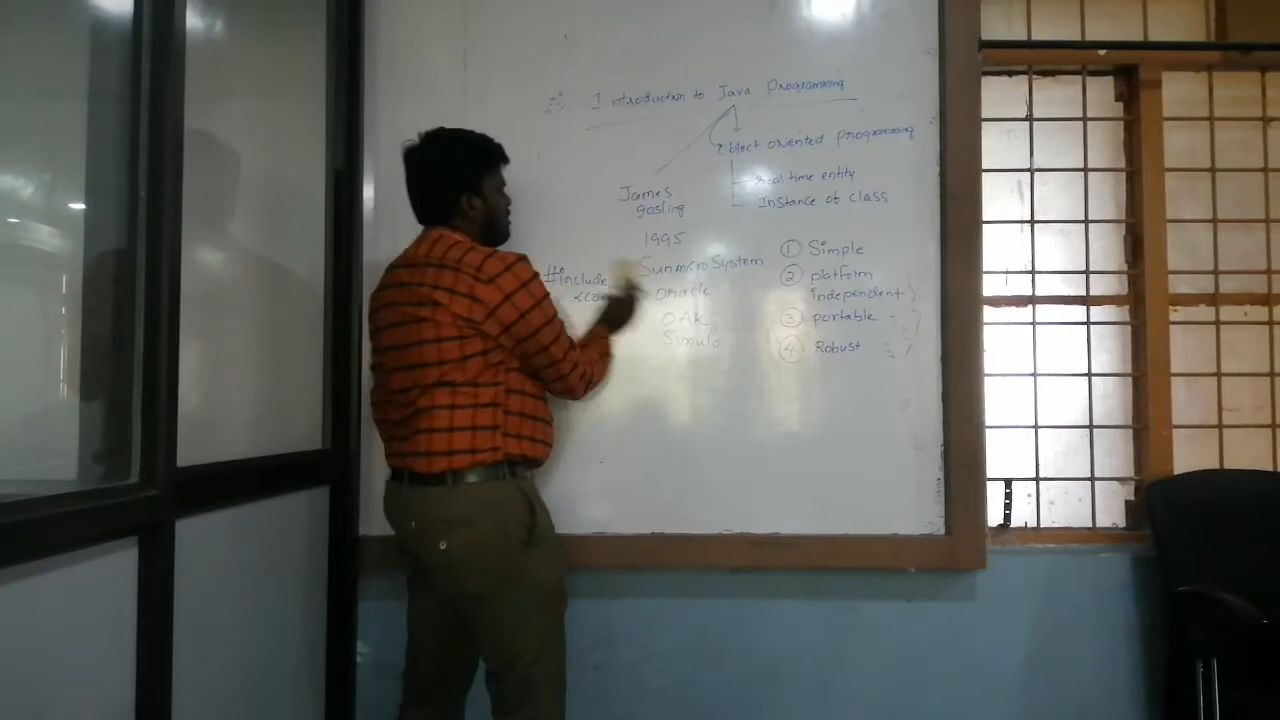 Introduction to Java Programming
Object oriented programming
real time entity
Instance of class
James
gosling
1995
Sun micro System
Oracle
OAK
Simula
#include
<con
① Simple
② platform
independent
③ portable
④ Robust